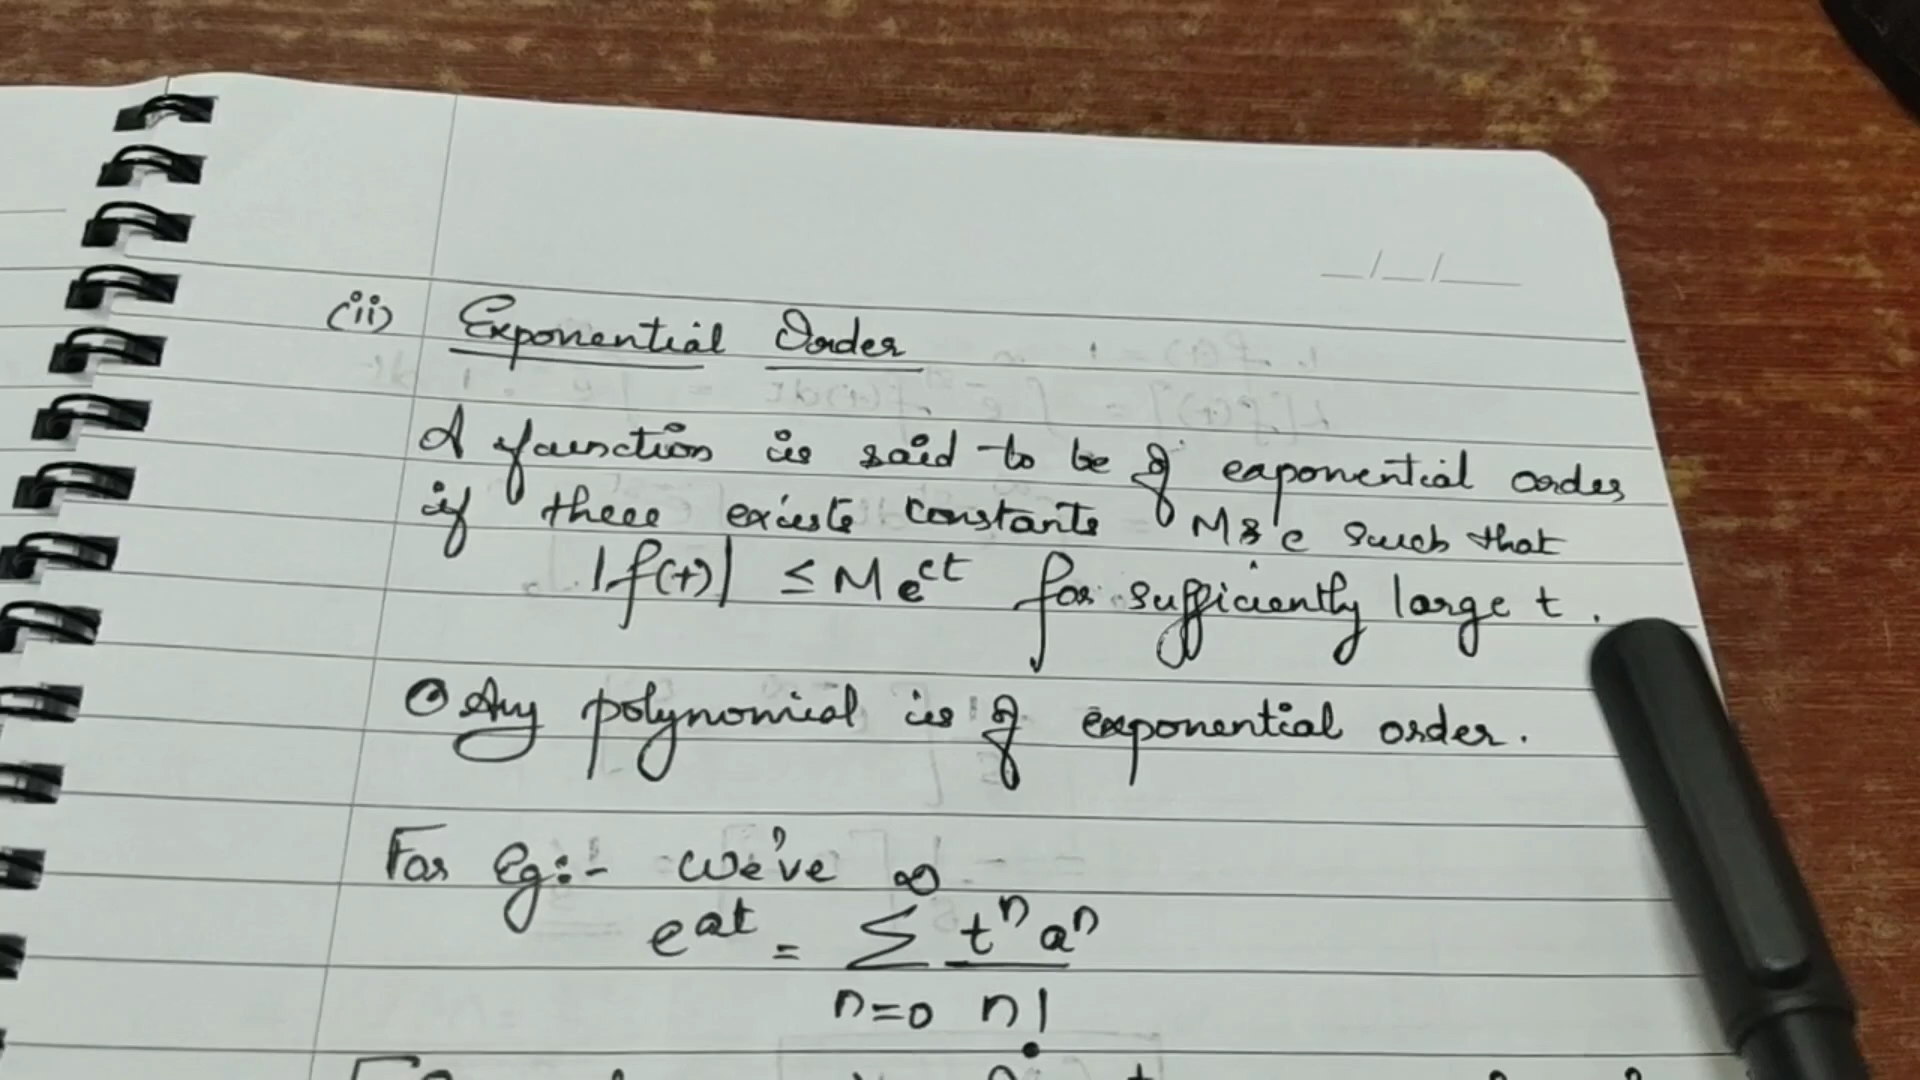 (ii) Exponential Order
A function is said to be of exponential order
if there exists constants M & c such that
|f(t)| ≤ M e^ct for sufficiently large t.
Any polynomial is of exponential order.
For Eg:- We've
e^at = ∞ Σ n=0 t^n a^n / n!